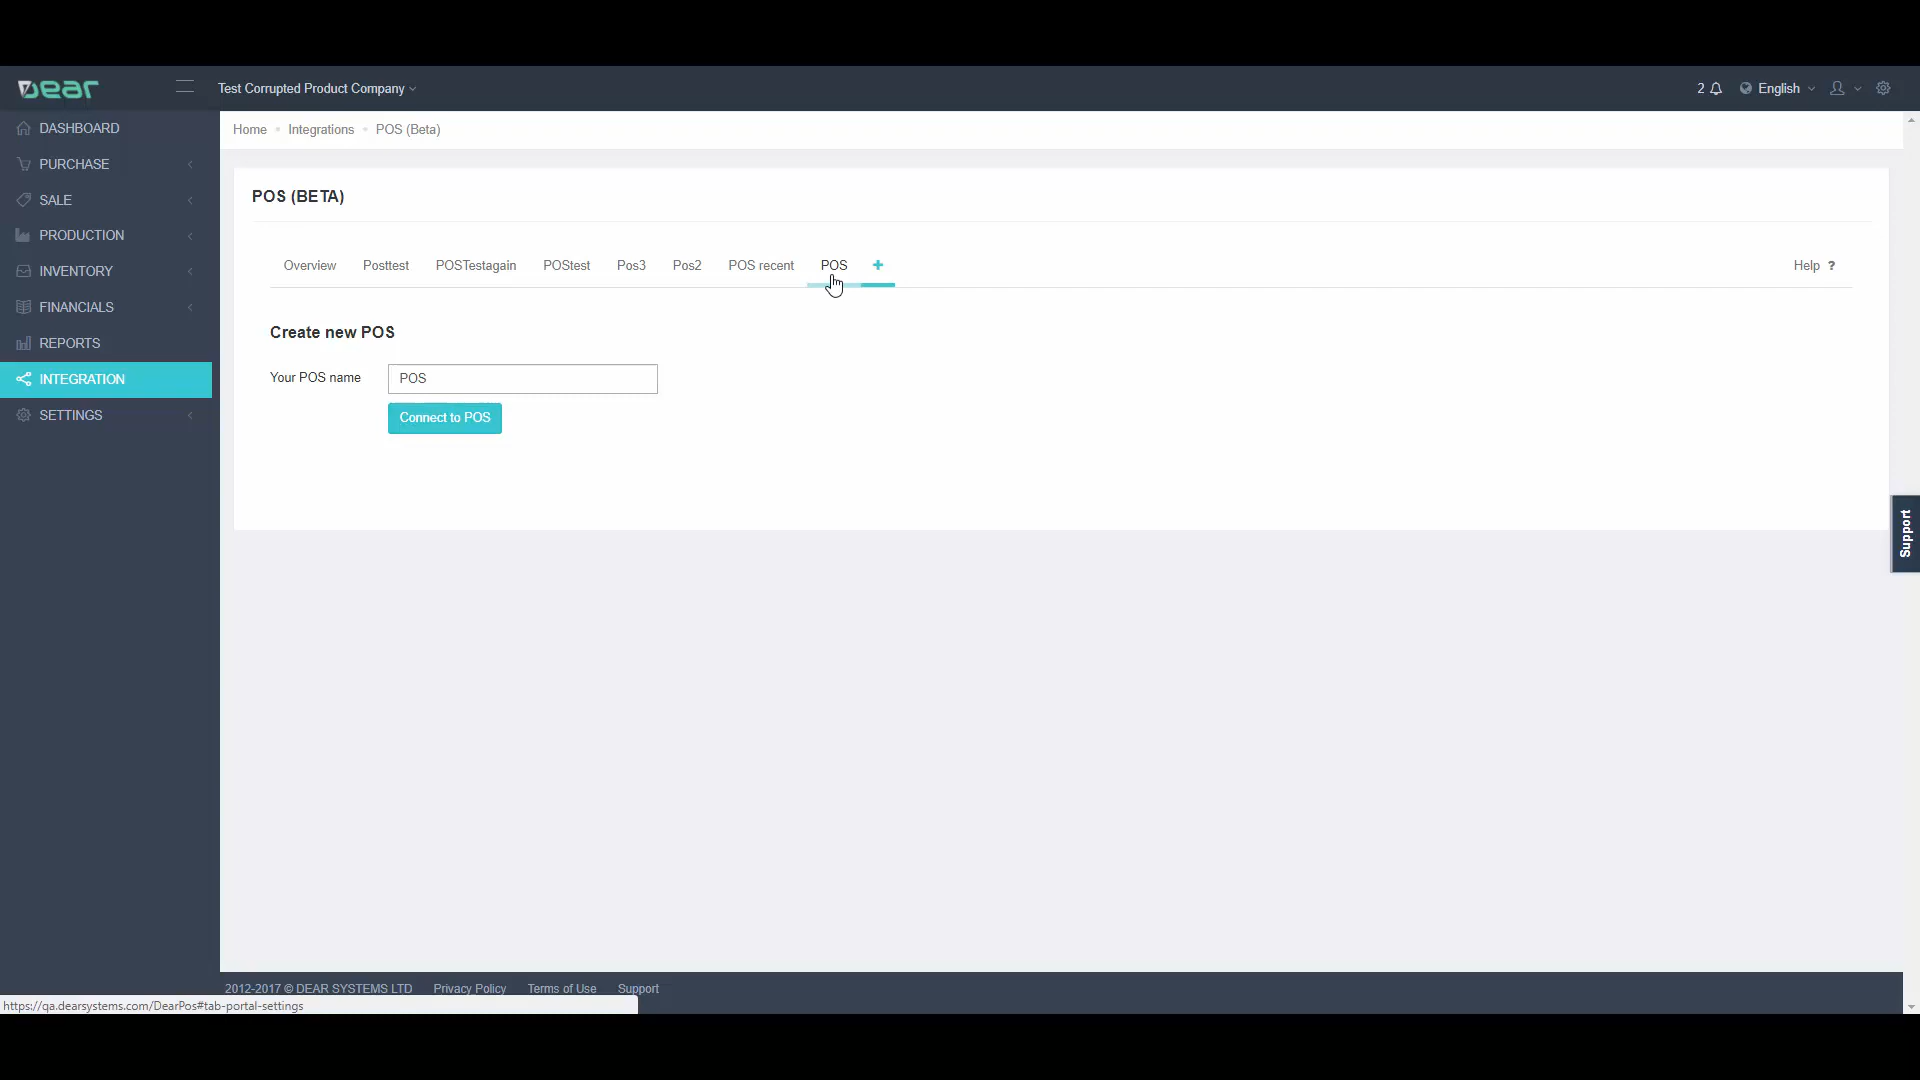 Dear
Test Corrupted Product Company
2
English
DASHBOARD
PURCHASE
SALE
PRODUCTION
INVENTORY
FINANCIALS
REPORTS
INTEGRATION
SETTINGS
Home Integrations POS (Beta)
POS (BETA)
Overview Posttest POSTestagain POStest Pos3 Pos2 POS recent POS + Help ?
Create new POS
Your POS name POS
Connect to POS
Support
2012-2017 © DEAR SYSTEMS LTD Privacy Policy Terms of Use Support
https://qa.dearsystems.com/DearPos#tab-portal-settings